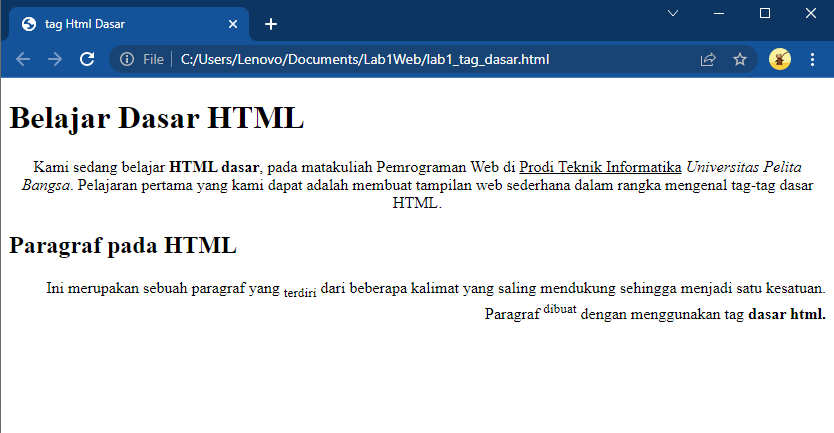 tag Html Dasar
File C:/Users/Lenovo/Documents/Lab1Web/lab1_tag_dasar.html
Belajar Dasar HTML
Kami sedang belajar HTML dasar, pada matakuliah Pemrograman Web di Prodi Teknik Informatika Universitas Pelita
Bangsa. Pelajaran pertama yang kami dapat adalah membuat tampilan web sederhana dalam rangka mengenal tag-tag dasar
HTML.
Paragraf pada HTML
Ini merupakan sebuah paragraf yang terdiri dari beberapa kalimat yang saling mendukung sehingga menjadi satu kesatuan.
Paragraf dibuat dengan menggunakan tag dasar html.